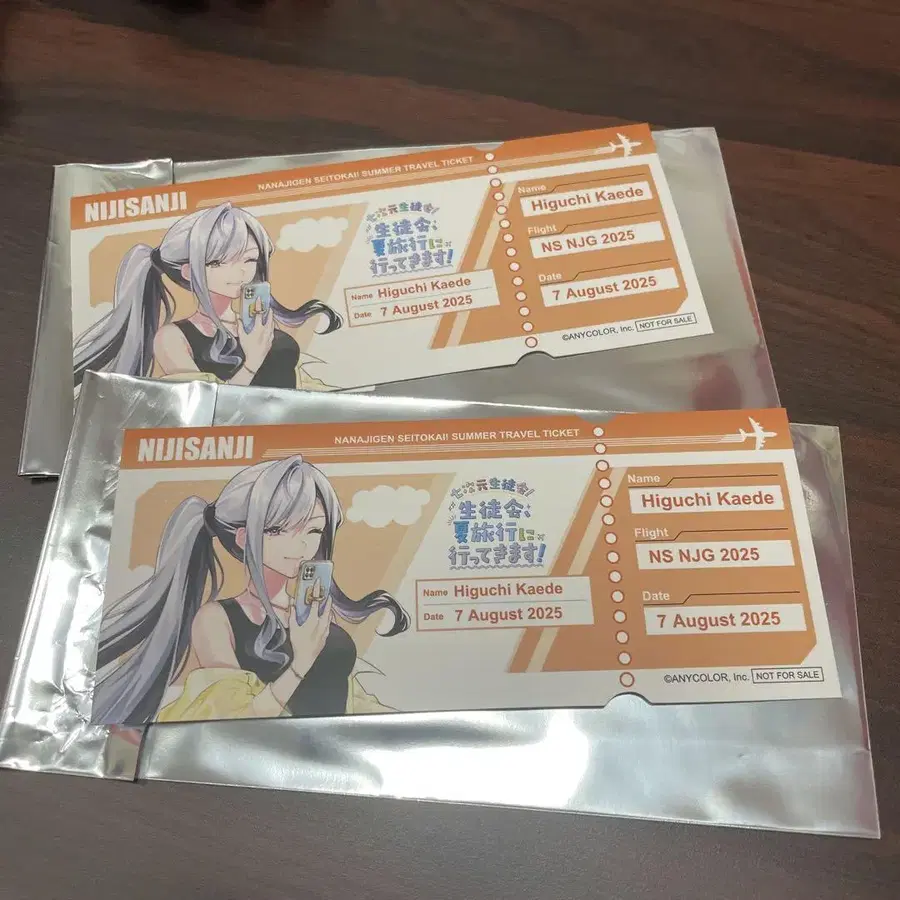 NIJISANJI
NANAJIGEN SEITOKAI! SUMMER TRAVEL TICKET
七次元生徒会!
生徒会、
夏旅行に
行ってきます!
Name Higuchi Kaede
Date 7 August 2025
Name
Higuchi Kaede
Flight
NS NJG 2025
Date
7 August 2025
©ANYCOLOR, Inc. NOT FOR SALE
NIJISANJI
NANAJIGEN SEITOKAI! SUMMER TRAVEL TICKET
七次元生徒会!
生徒会、
夏旅行に
行ってきます!
Name Higuchi Kaede
Date 7 August 2025
Name
Higuchi Kaede
Flight
NS NJG 2025
Date
7 August 2025
©ANYCOLOR, Inc. NOT FOR SALE